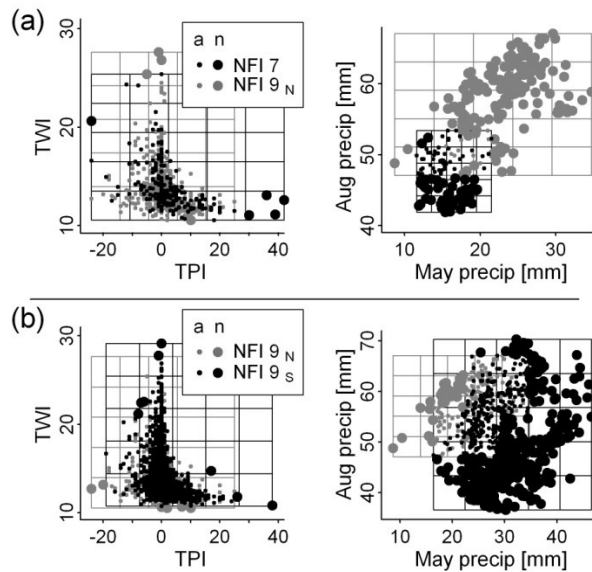 (a)
30
20
10
TWI
a n
NFI 7
NFI 9 N
-20 0 20 40
TPI
60
50
40
Aug precip [mm]
10 20 30
May precip [mm]
(b)
30
20
10
TWI
a n
NFI 9 N
NFI 9 S
-20 0 20 40
TPI
70
60
50
40
Aug precip [mm]
10 20 30 40
May precip [mm]